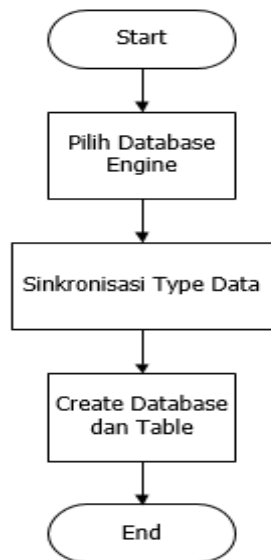 Start
Pilih Database
Engine
Sinkronisasi Type Data
Create Database
dan Table
End